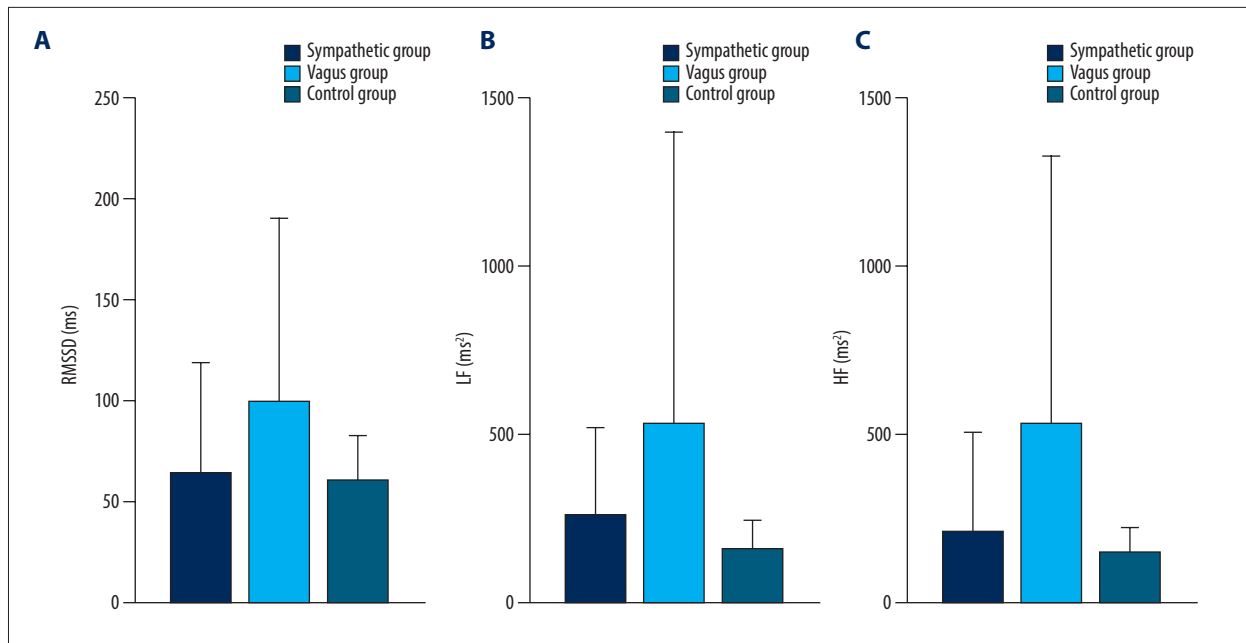 A
Sympathetic group
Vagus group
Control group
250
200
150
100
50
0
RMSSD (ms)
B
Sympathetic group
Vagus group
Control group
1500
1000
500
0
LF (ms²)
C
Sympathetic group
Vagus group
Control group
1500
1000
500
0
HF (ms²)